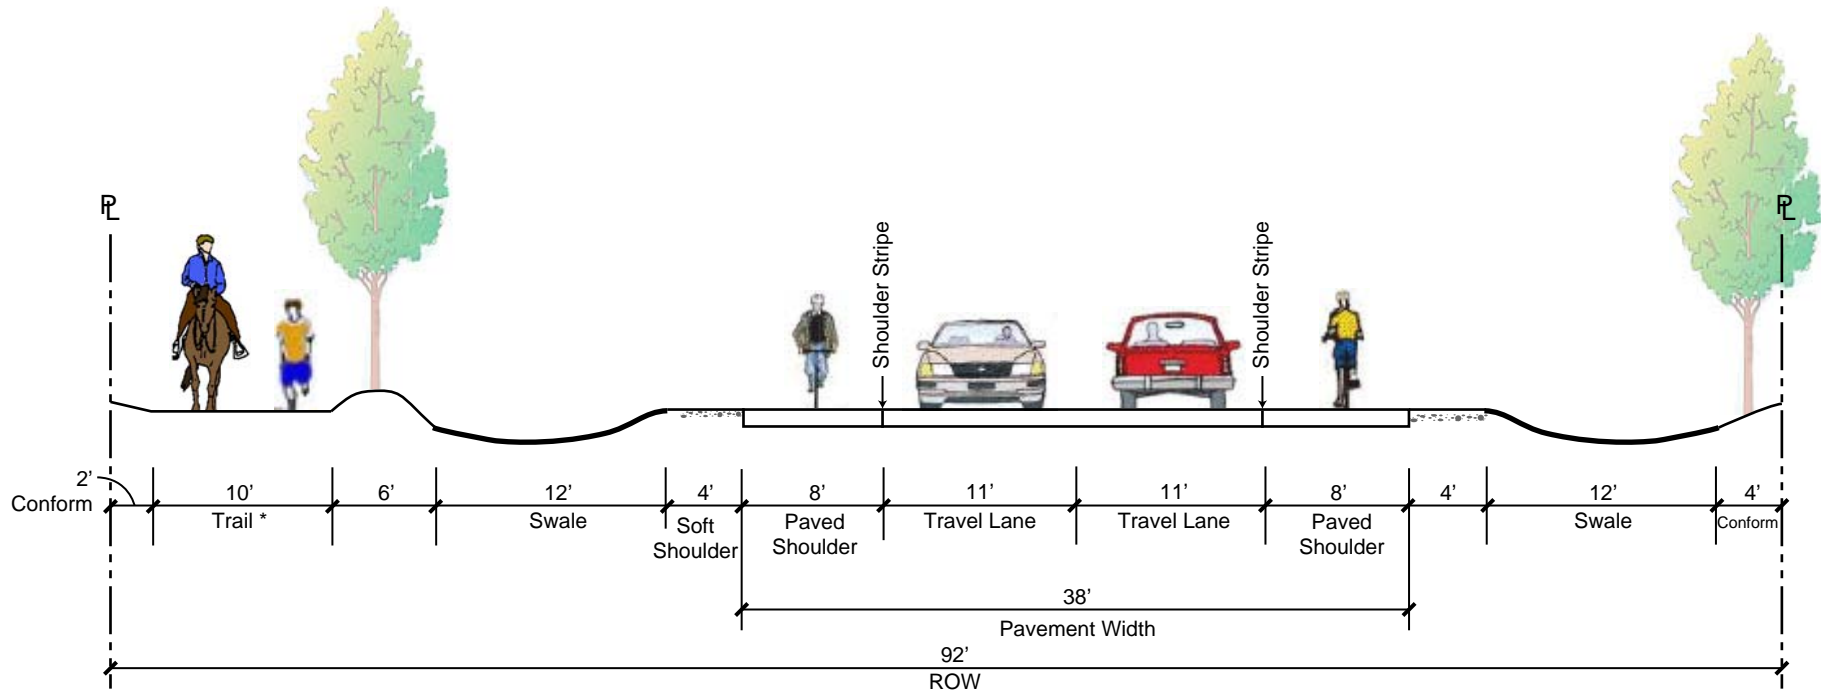 PL
PL
Shoulder Stripe
Shoulder Stripe
2’
Conform
10’
Trail *
6’
12’
Swale
4’
Soft
Shoulder
8’
Paved
Shoulder
11’
Travel Lane
11’
Travel Lane
8’
Paved
Shoulder
4’
12’
Swale
4’
Conform
38’
Pavement Width
92’
ROW